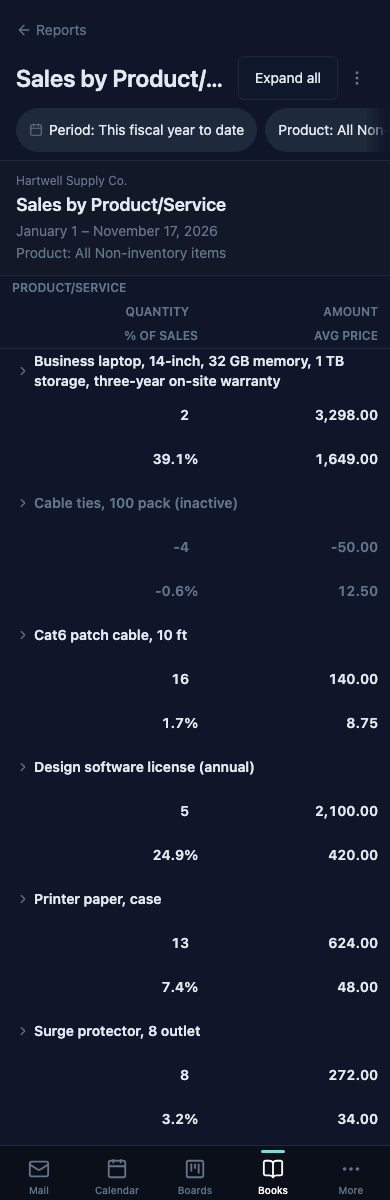 Reports
Sales by Product/...
Expand all
Period: This fiscal year to date
Product: All Non-
Hartwell Supply Co.
Sales by Product/Service
January 1 – November 17, 2026
Product: All Non-inventory items
PRODUCT/SERVICE
QUANTITY AMOUNT
% OF SALES AVG PRICE
Business laptop, 14-inch, 32 GB memory, 1 TB
storage, three-year on-site warranty
2 3,298.00
39.1% 1,649.00
Cable ties, 100 pack (inactive)
-4 -50.00
-0.6% 12.50
Cat6 patch cable, 10 ft
16 140.00
1.7% 8.75
Design software license (annual)
5 2,100.00
24.9% 420.00
Printer paper, case
13 624.00
7.4% 48.00
Surge protector, 8 outlet
8 272.00
3.2% 34.00
Mail Calendar Boards Books More